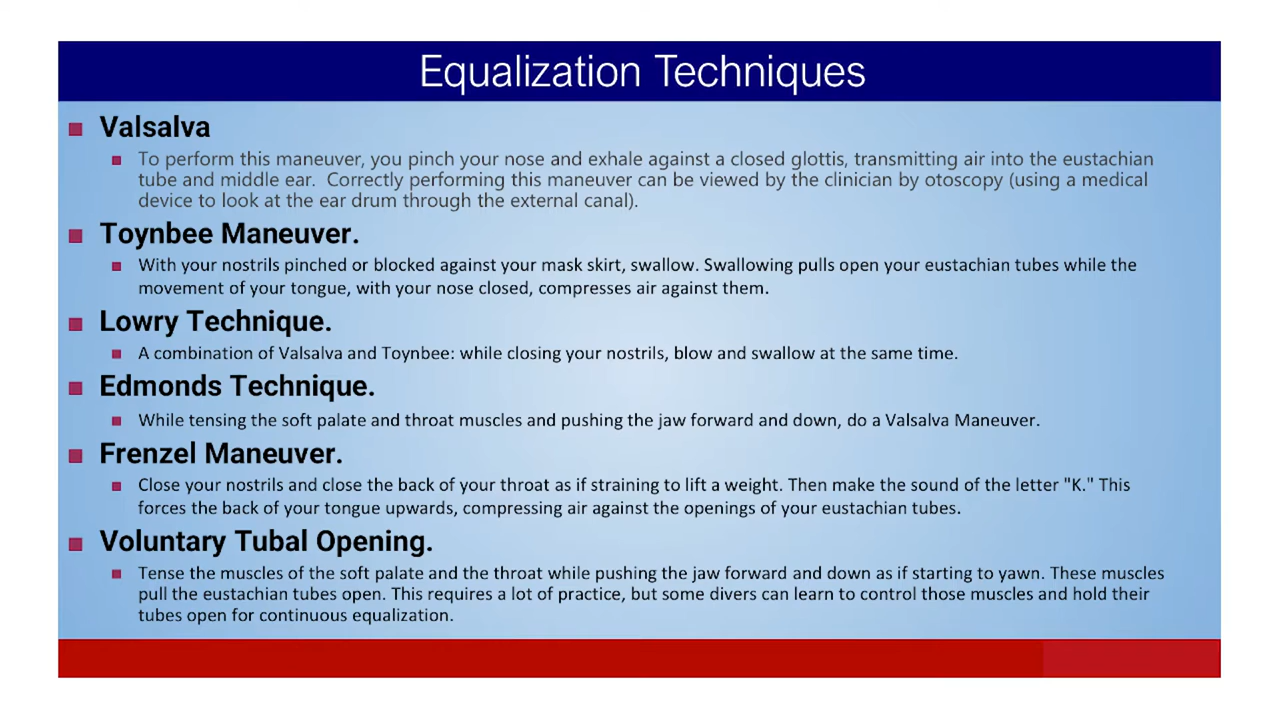 Equalization Techniques
Valsalva
To perform this maneuver, you pinch your nose and exhale against a closed glottis, transmitting air into the eustachian
tube and middle ear.  Correctly performing this maneuver can be viewed by the clinician by otoscopy (using a medical
device to look at the ear drum through the external canal).
Toynbee Maneuver.
With your nostrils pinched or blocked against your mask skirt, swallow. Swallowing pulls open your eustachian tubes while the
movement of your tongue, with your nose closed, compresses air against them.
Lowry Technique.
A combination of Valsalva and Toynbee: while closing your nostrils, blow and swallow at the same time.
Edmonds Technique.
While tensing the soft palate and throat muscles and pushing the jaw forward and down, do a Valsalva Maneuver.
Frenzel Maneuver.
Close your nostrils and close the back of your throat as if straining to lift a weight. Then make the sound of the letter "K." This
forces the back of your tongue upwards, compressing air against the openings of your eustachian tubes.
Voluntary Tubal Opening.
Tense the muscles of the soft palate and the throat while pushing the jaw forward and down as if starting to yawn. These muscles
pull the eustachian tubes open. This requires a lot of practice, but some divers can learn to control those muscles and hold their
tubes open for continuous equalization.